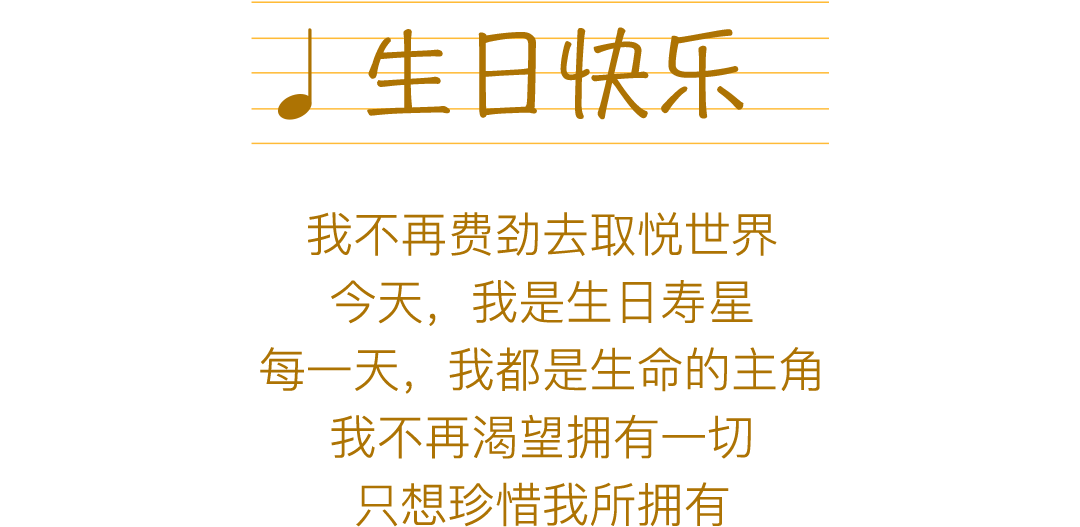 生日快乐
我不再费劲去取悦世界
今天，我是生日寿星
每一天，我都是生命的主角
我不再渴望拥有一切
只想珍惜我所拥有